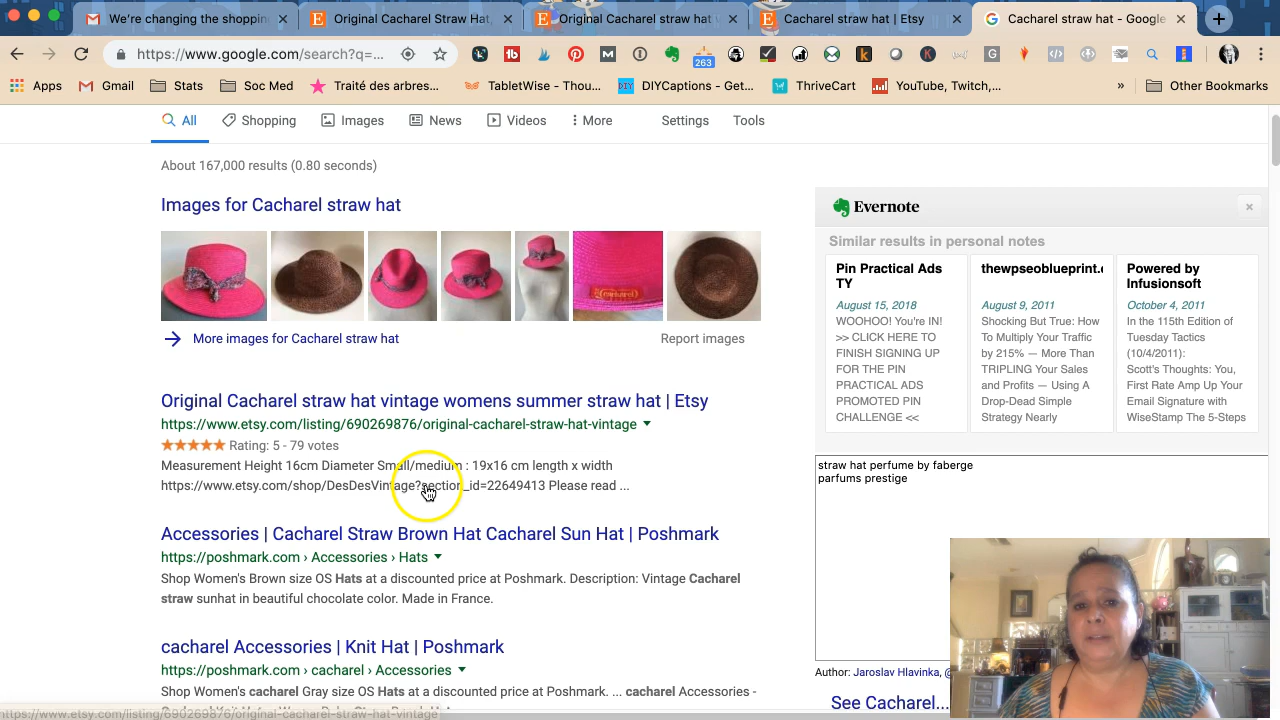 We're changing the shoppin
Original Cacharel Straw Hat,
Original Cacharel straw hat v
Cacharel straw hat | Etsy
Cacharel straw hat - Google
https://www.google.com/search?q=...
263
Apps
Gmail
Stats
Soc Med
Traité des arbres...
TabletWise - Thou...
DIYCaptions - Get...
ThriveCart
YouTube, Twitch,...
»
Other Bookmarks
All
Shopping
Images
News
Videos
More
Settings
Tools
About 167,000 results (0.80 seconds)
Images for Cacharel straw hat
cacharel
More images for Cacharel straw hat
Report images
Original Cacharel straw hat vintage womens summer straw hat | Etsy
https://www.etsy.com/listing/690269876/original-cacharel-straw-hat-vintage
Rating: 5 - 79 votes
Measurement Height 16cm Diameter Small/medium : 19x16 cm length x width
https://www.etsy.com/shop/DesDesVintage?section_id=22649413 Please read ...
Accessories | Cacharel Straw Brown Hat Cacharel Sun Hat | Poshmark
https://poshmark.com › Accessories › Hats
Shop Women's Brown size OS Hats at a discounted price at Poshmark. Description: Vintage Cacharel
straw sunhat in beautiful chocolate color. Made in France.
cacharel Accessories | Knit Hat | Poshmark
https://poshmark.com › cacharel › Accessories
Shop Women's cacharel Gray size OS Hats at a discounted price at Poshmark. ... cacharel Accessories -
https://www.etsy.com/listing/690269876/original-cacharel-straw-hat-vintage
Evernote
Similar results in personal notes
Pin Practical Ads
TY
August 15, 2018
WOOHOO! You're IN!
>> CLICK HERE TO
FINISH SIGNING UP
FOR THE PIN
PRACTICAL ADS
PROMOTED PIN
CHALLENGE <<
thewpseoblueprint.c
August 9, 2011
Shocking But True: How
To Multiply Your Traffic
by 215% — More Than
TRIPLING Your Sales
and Profits — Using A
Drop-Dead Simple
Strategy Nearly
Powered by
Infusionsoft
October 4, 2011
In the 115th Edition of
Tuesday Tactics
(10/4/2011):
Scott's Thoughts: You,
First Rate Amp Up Your
Email Signature with
WiseStamp The 5-Steps
straw hat perfume by faberge
parfums prestige
Author: Jaroslav Hlavinka, @
See Cacharel...